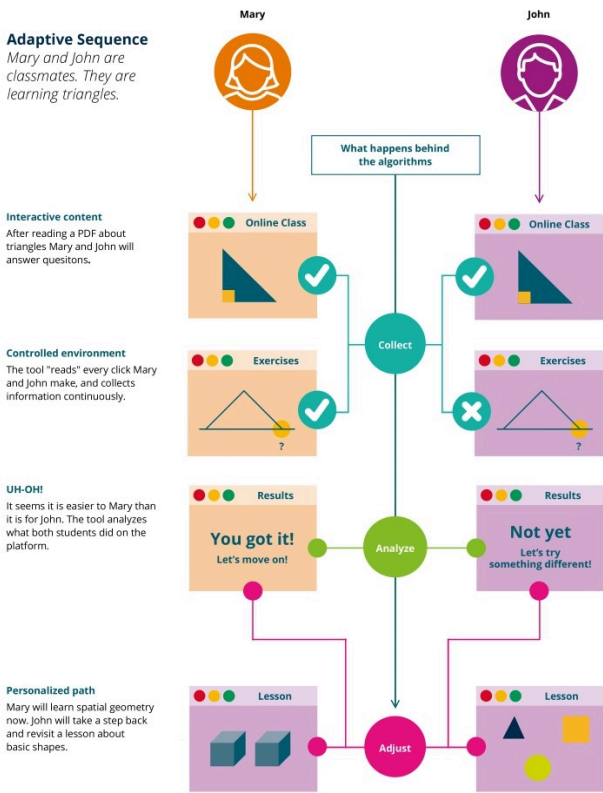 Mary
John
Adaptive Sequence
Mary and John are
classmates. They are
learning triangles.
What happens behind
the algorithms
Interactive content
After reading a PDF about
triangles Mary and John will
answer quesitons.
Online Class
Online Class
Collect
Controlled environment
The tool "reads" every click Mary
and John make, and collects
information continuously.
Exercises
?
Exercises
?
UH-OH!
It seems it is easier to Mary than
it is for John. The tool analyzes
what both students did on the
platform.
Results
You got it!
Let's move on!
Analyze
Results
Not yet
Let's try
something different!
Personalized path
Mary will learn spatial geometry
now. John will take a step back
and revisit a lesson about
basic shapes.
Lesson
Adjust
Lesson